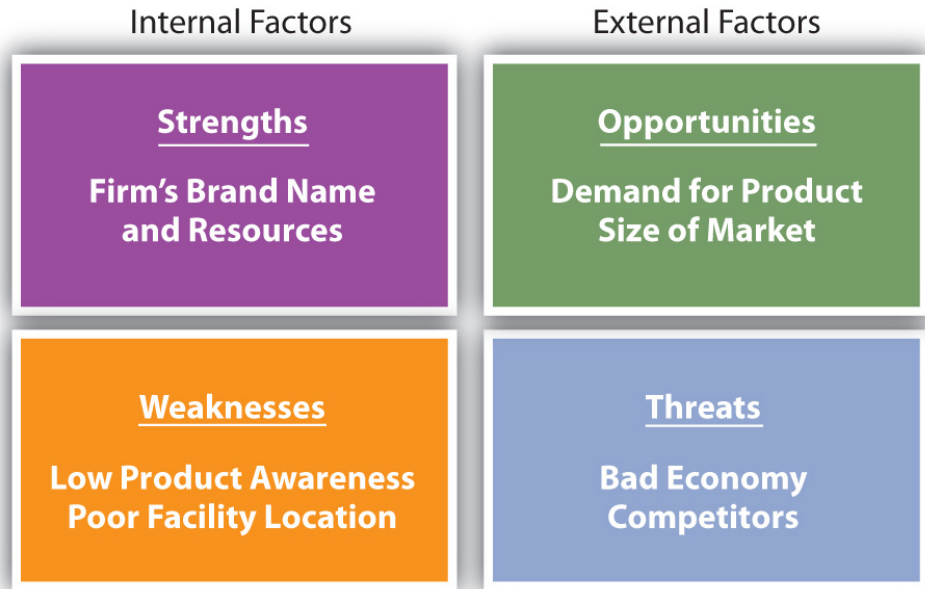 Internal Factors
External Factors
Strengths
Firm’s Brand Name
and Resources
Opportunities
Demand for Product
Size of Market
Weaknesses
Low Product Awareness
Poor Facility Location
Threats
Bad Economy
Competitors